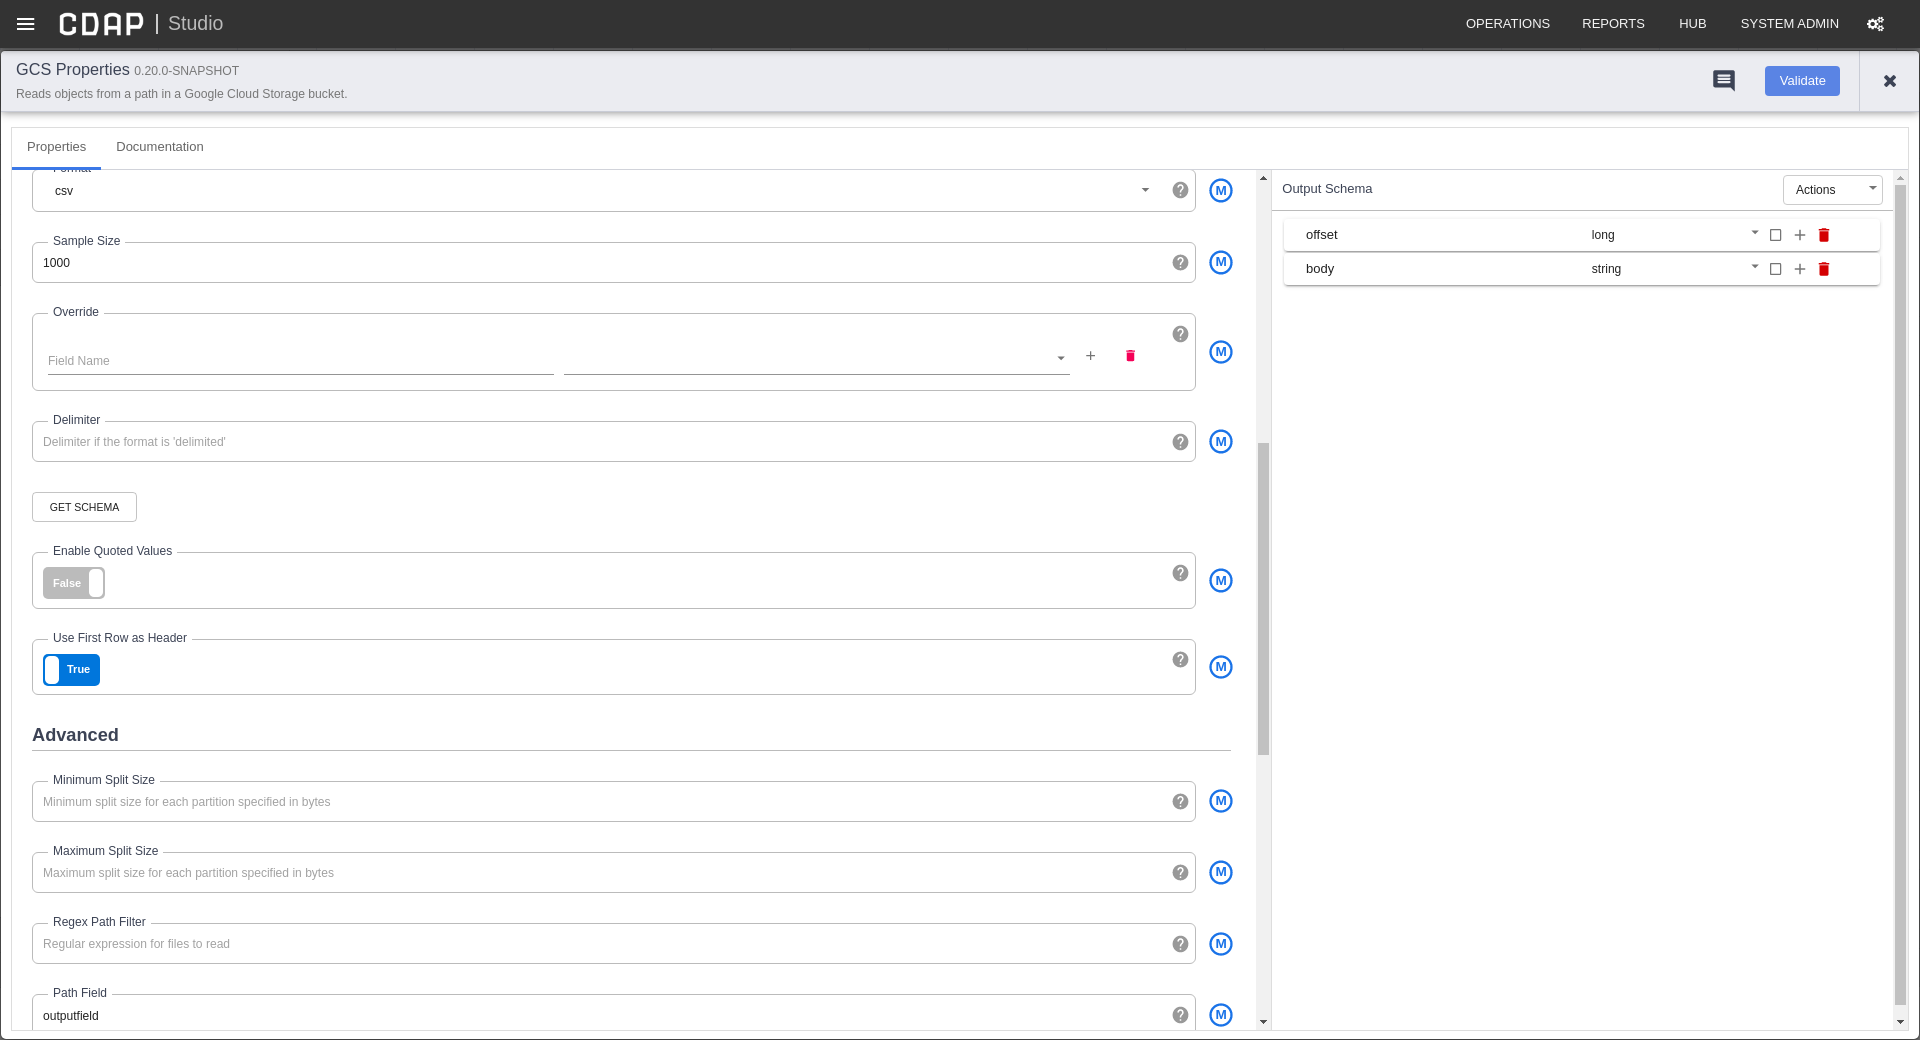 CDAP | Studio
OPERATIONS REPORTS HUB SYSTEM ADMIN
GCS Properties 0.20.0-SNAPSHOT
Reads objects from a path in a Google Cloud Storage bucket.
Validate
Properties Documentation
Format
csv
M
Sample Size
1000
M
Override
Field Name
M
Delimiter
Delimiter if the format is 'delimited'
M
GET SCHEMA
Enable Quoted Values
False
M
Use First Row as Header
True
M
Advanced
Minimum Split Size
Minimum split size for each partition specified in bytes
M
Maximum Split Size
Maximum split size for each partition specified in bytes
M
Regex Path Filter
Regular expression for files to read
M
Path Field
outputfield
M
Output Schema
Actions
offset long
body string